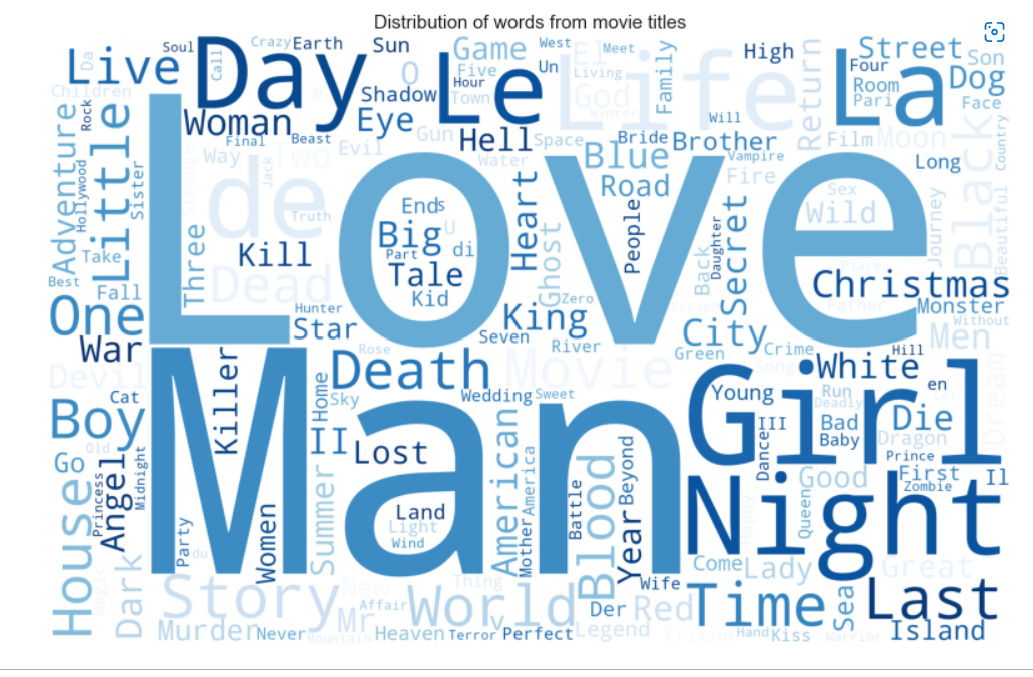 Distribution of words from movie titles
Soul
Crazy
Earth
Sun
Game
West
El
Meet
High
Street
Son
Live
Da
Call
Day
O
Le
Five
Un
Living
Life
Family
Return
La
Four
Room
Dog
Children
Shadow
Hour
Town
God
Winter
Pari
Face
Rock
Woman
Eye
Gun
Hell
Space
Will
Bride
Brother
Film
Moon
Country
Adventure
Little
Final
Beast
Way
Two
Evil
Water
Blue
Vampire
Long
Hollywood
Sister
Jack
de
Truth
Love
Road
Fire
Sex
Black
Beautiful
Three
Kill
Ends
U
Big
di
Part
Tale
Kid
Heart
Ghost
People
Daughter
Secret
Back
Wild
Journey
Take
Best
Fall
Dead
Place
Christmas
One
Hunter
Star
Zero
King
Seven
River
Escape
Father
Monster
Without
City
Men
War
Rose
Green
Crime
Hill
Devil
Killer
Home
Sky
Death
Movie
Song
White
Cat
Man
Wedding
Sweet
Girl
Young
Run
Deadly
en
Let
Dream
Boy
Old
II
Lost
American
America
Beyond
III
Dance
Bad
Baby
Die
Dragon
Prince
Go
Princess
Angel
Midnight
Summer
Blood
Night
Queen
Good
First
Zombie
Il
House
Party
du
Women
Land
Light
Wind
Mother
Battle
Year
Happy
Magic
Dark
Story
New
Thing
World
Wife
Come
Lady
Great
Mr
Affair
v
Der
Red
Time
Sea
Last
Murder
Never
Mountain
Heaven
Terror
Perfect
Legend
Friend
Hand
Kiss
Warrior
Island